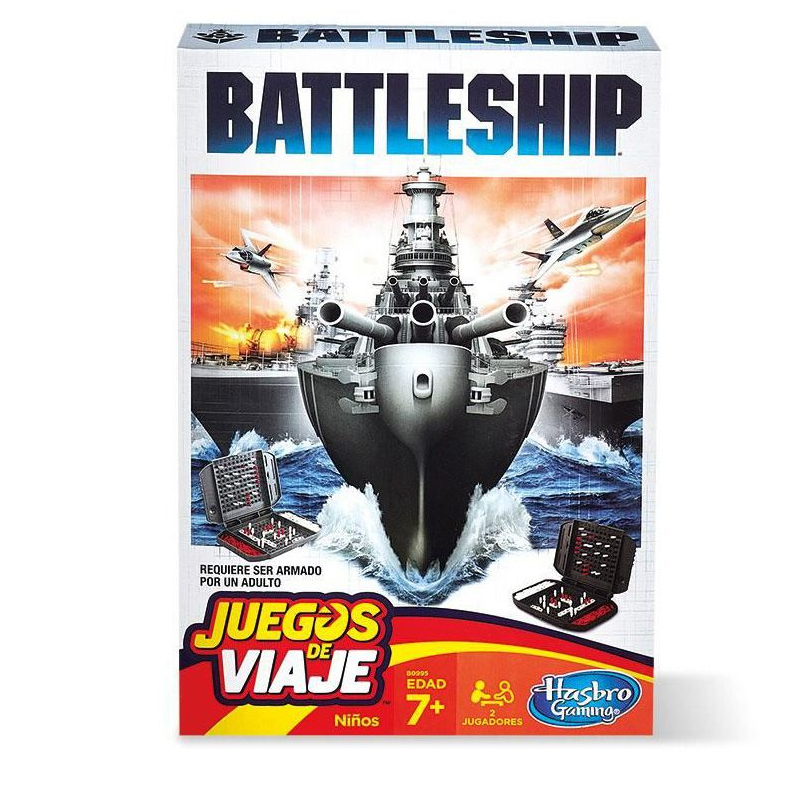 BATTLESHIP
BATTLESHIP
REQUIERE SER ARMADO
POR UN ADULTO
JUEGOS
DE
VIAJE
Niños
B0995
EDAD
7+
2
JUGADORES
Hasbro
Gaming